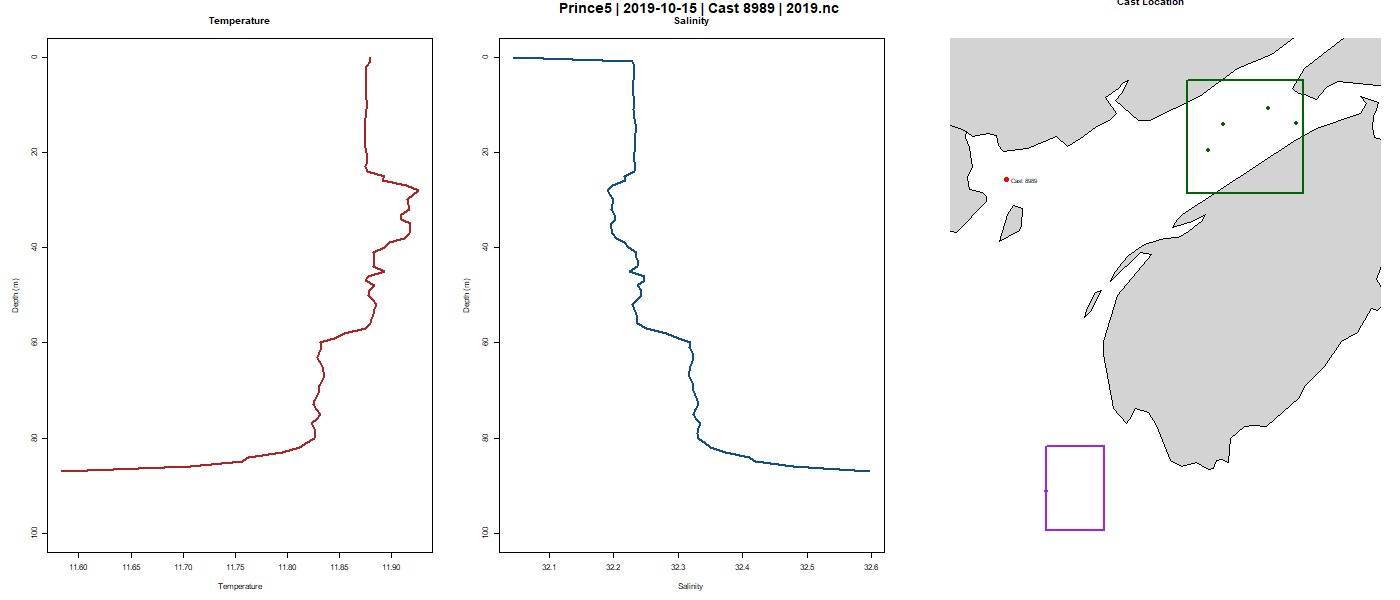 Prince5 | 2019-10-15 | Cast 8989 | 2019.nc
Temperature
Salinity
Cast Location
0
20
40
60
80
100
Depth (m)
11.60 11.65 11.70 11.75 11.80 11.85 11.90
Temperature
0
20
40
60
80
100
Depth (m)
32.1 32.2 32.3 32.4 32.5 32.6
Salinity
Cast 8989